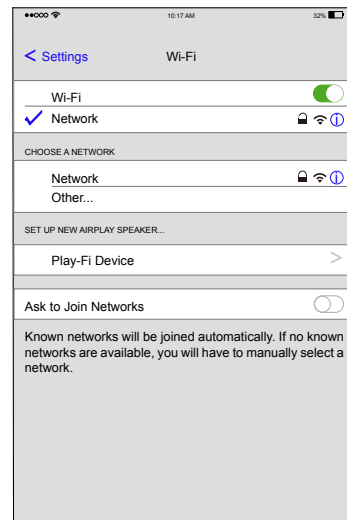 10:17 AM 32%
< Settings Wi-Fi
Wi-Fi
Network
CHOOSE A NETWORK
Network
Other...
SET UP NEW AIRPLAY SPEAKER...
Play-Fi Device >
Ask to Join Networks
Known networks will be joined automatically. If no known
networks are available, you will have to manually select a
network.